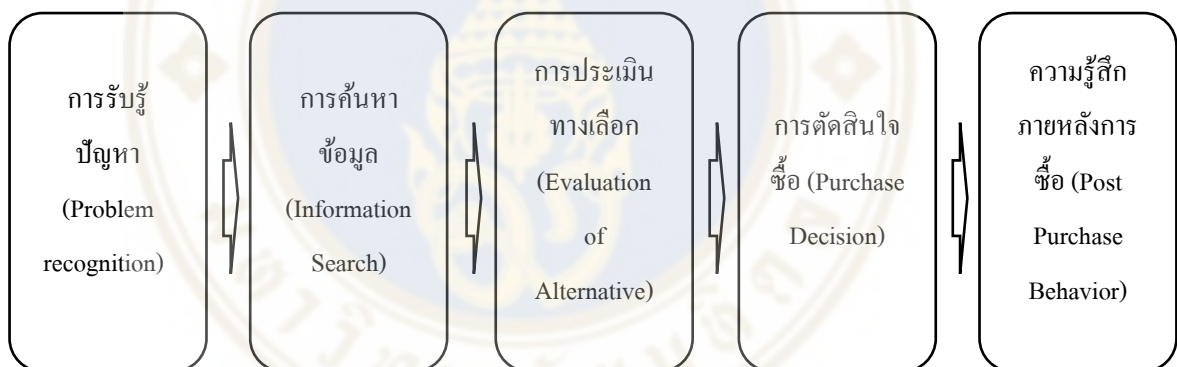 การรับรู้
ปัญหา
(Problem
recognition)
การค้นหา
ข้อมูล
(Information
Search)
การประเมิน
ทางเลือก
(Evaluation
of
Alternative)
การตัดสินใจ
ซื้อ (Purchase
Decision)
ความรู้สึก
ภายหลังการ
ซื้อ (Post
Purchase
Behavior)